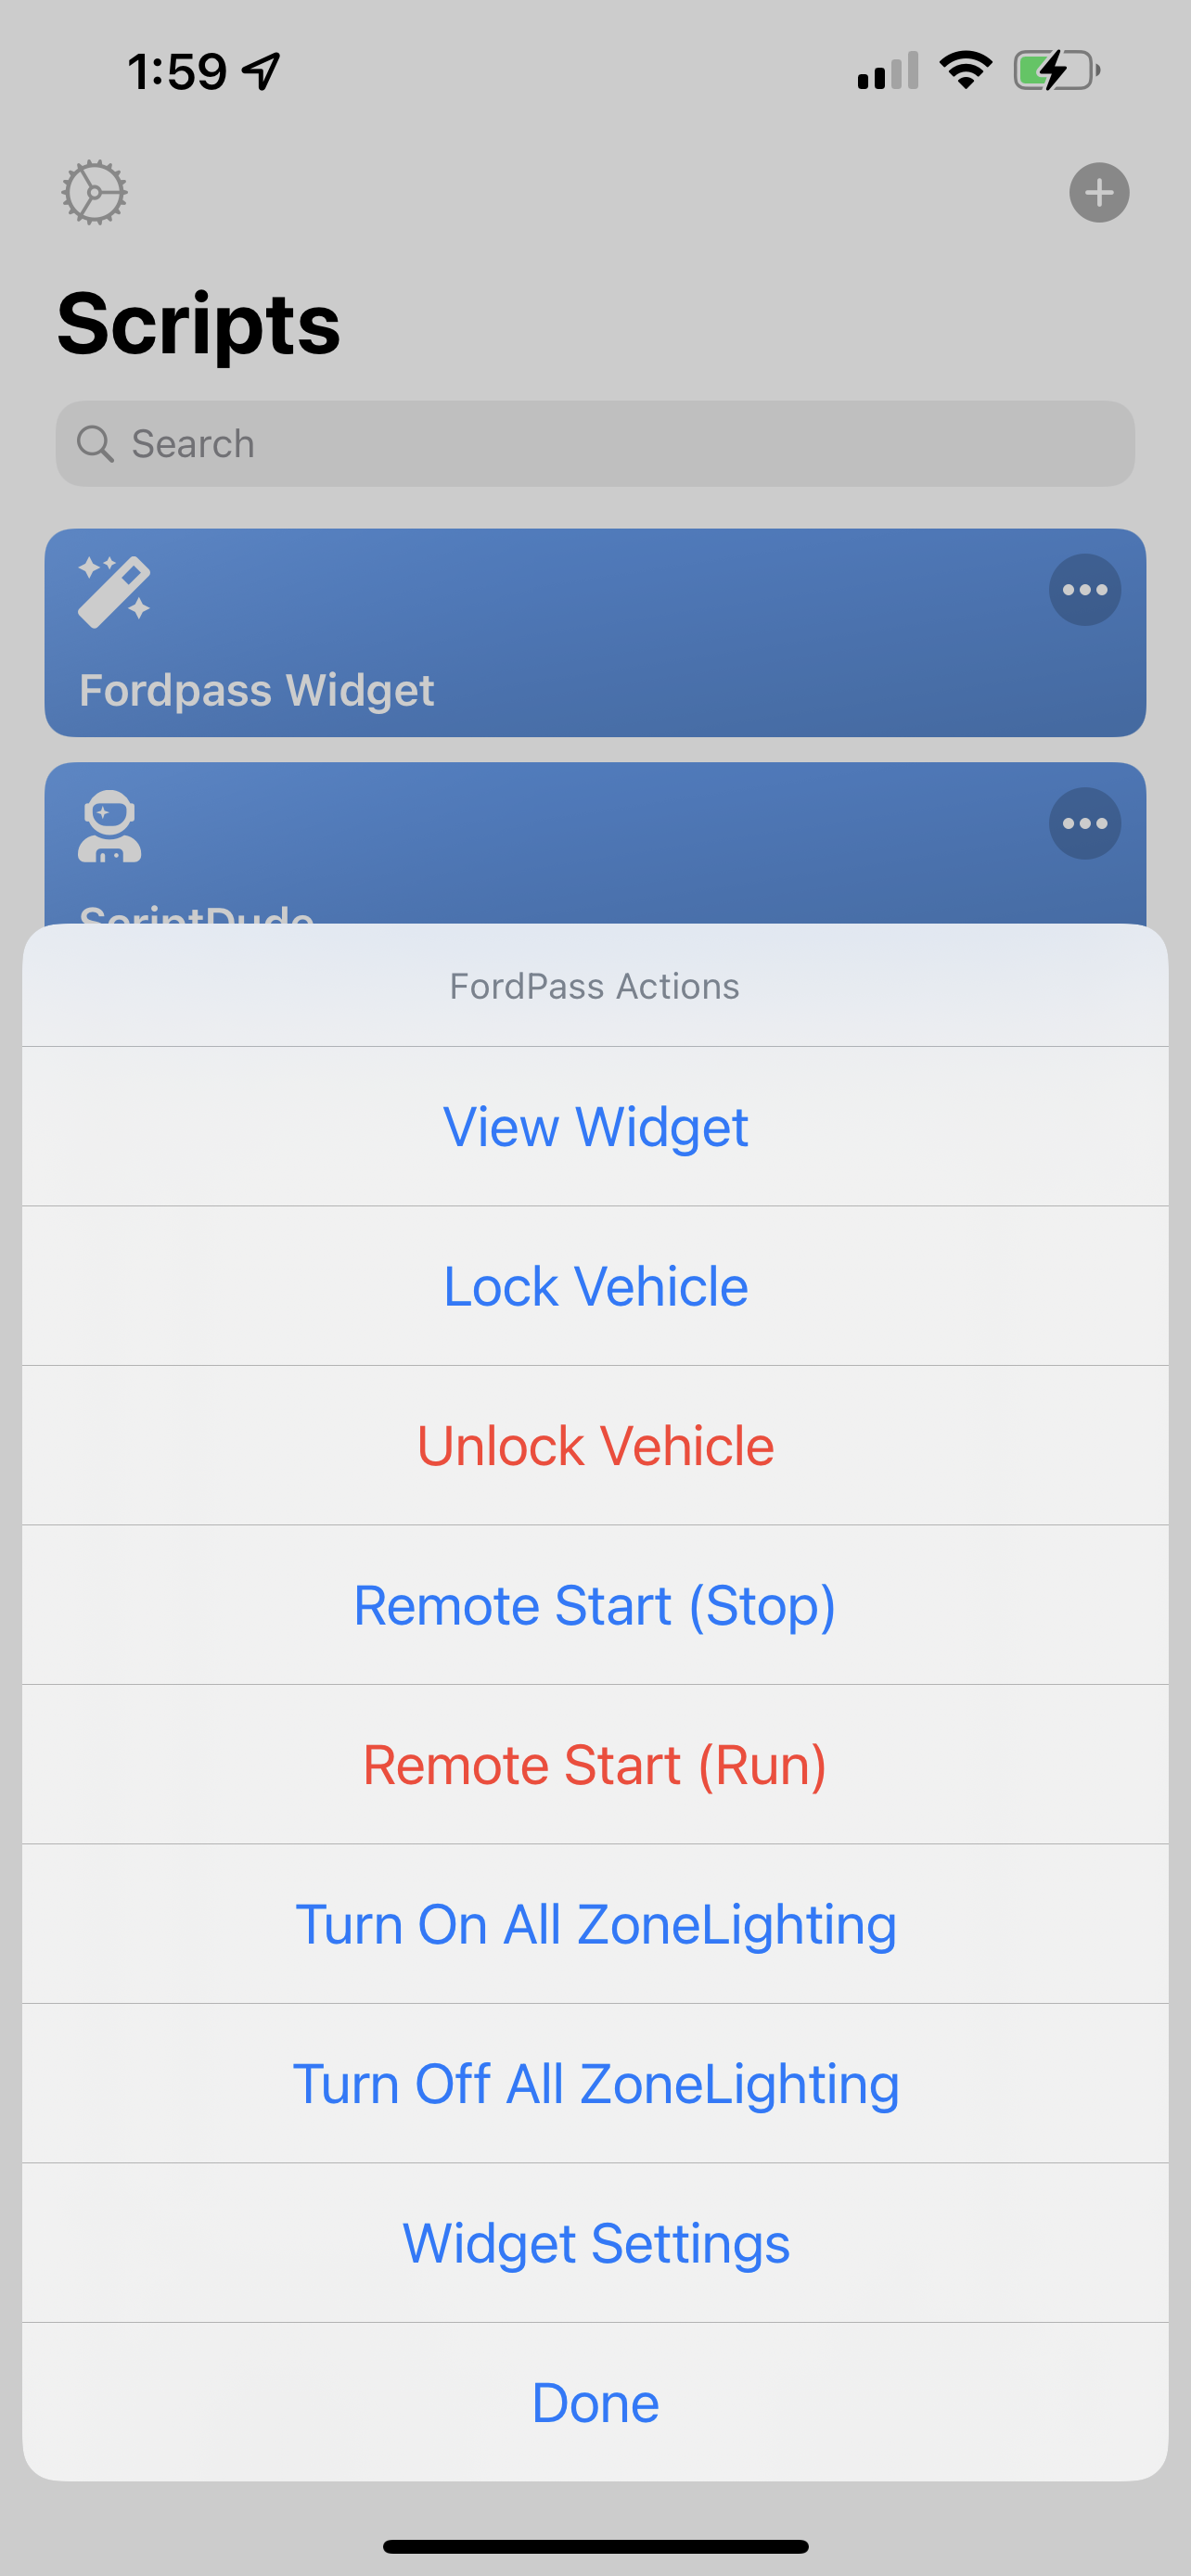 1:59
Scripts
Search
Fordpass Widget
ScriptDude
FordPass Actions
View Widget
Lock Vehicle
Unlock Vehicle
Remote Start (Stop)
Remote Start (Run)
Turn On All ZoneLighting
Turn Off All ZoneLighting
Widget Settings
Done